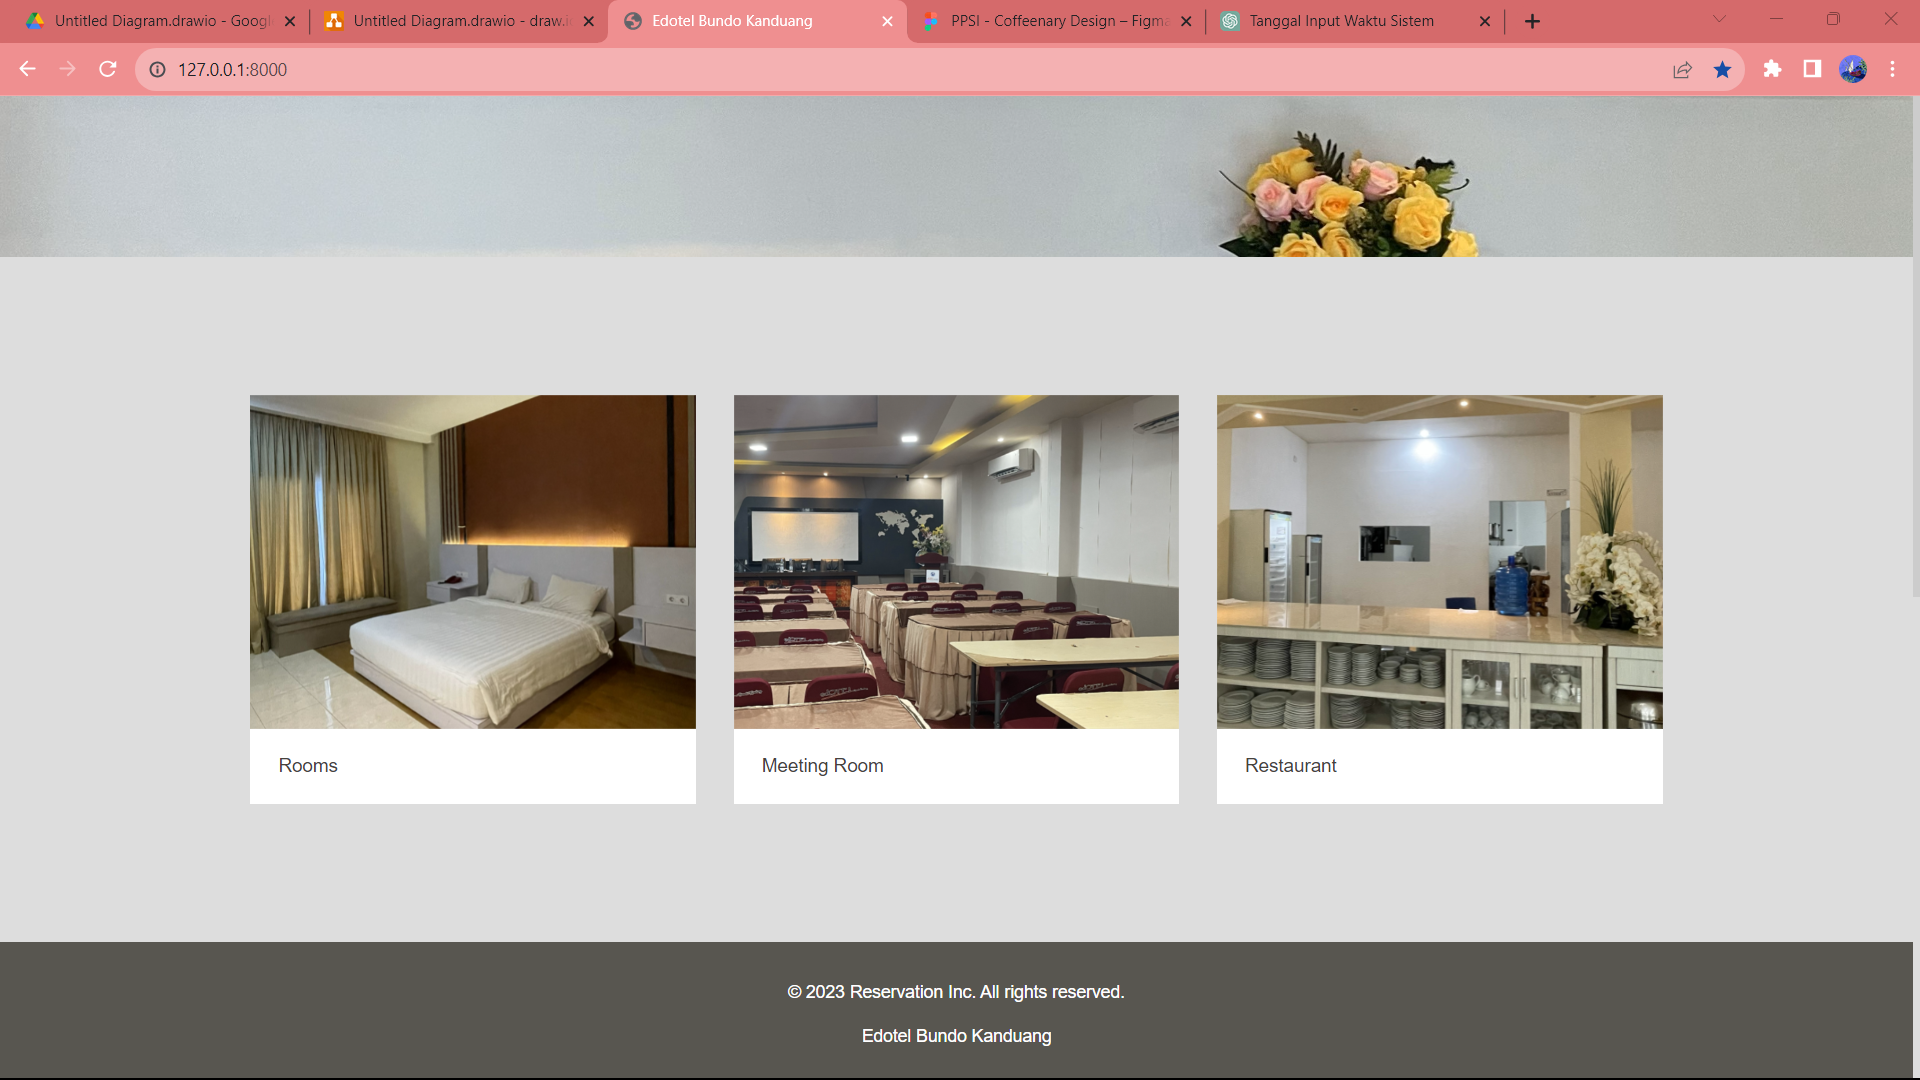 Untitled Diagram.drawio - Googl
Untitled Diagram.drawio - draw.i
Edotel Bundo Kanduang
PPSI - Coffeenary Design – Figma
Tanggal Input Waktu Sistem
127.0.0.1:8000
Rooms
Meeting Room
Restaurant
© 2023 Reservation Inc. All rights reserved.
Edotel Bundo Kanduang